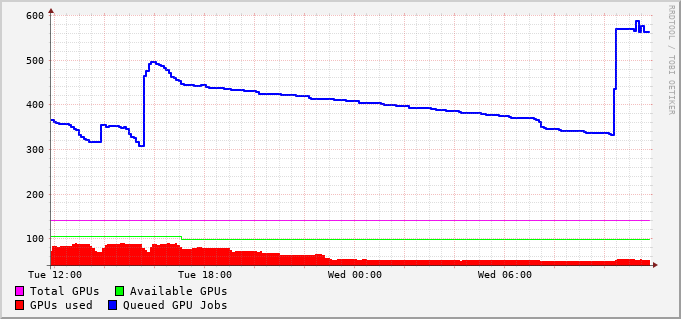 600
500
400
300
200
100
Tue 12:00 Tue 18:00 Wed 00:00 Wed 06:00
Total GPUs Available GPUs
GPUs used Queued GPU Jobs
RRDTOOL / TOBI OETIKER